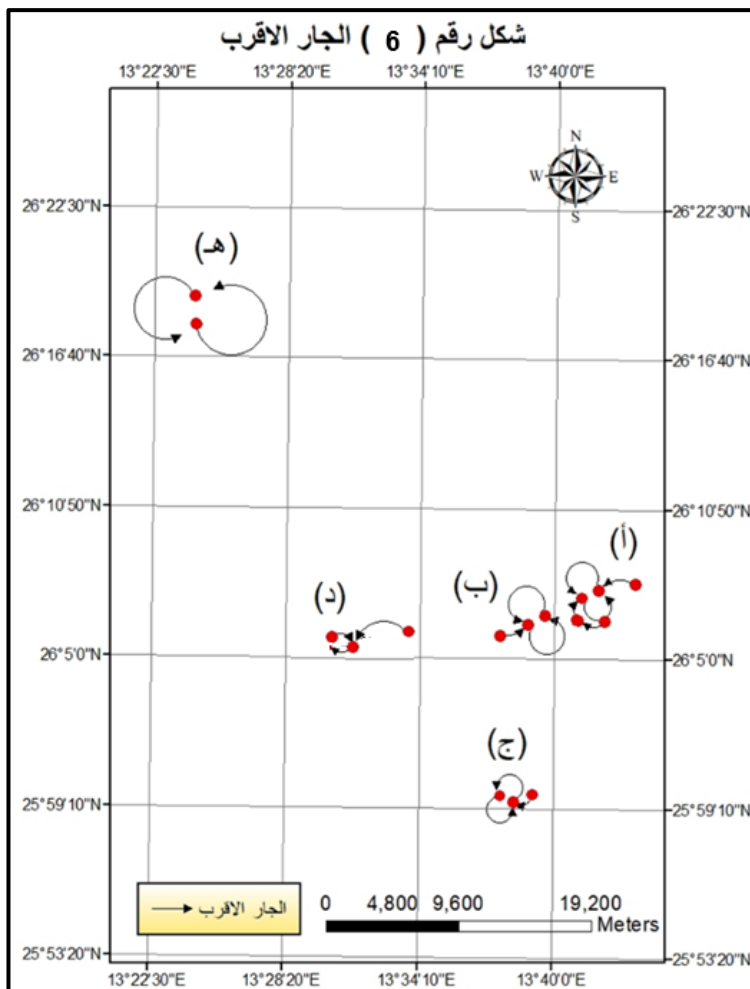 شكل رقم ( 6 ) الجار الاقرب
13°22'30"E 13°28'20"E 13°34'10"E 13°40'0"E
N
W E
S
26°22'30"N 26°22'30"N
(هـ)
26°16'40"N 26°16'40"N
26°10'50"N 26°10'50"N
(أ)
(ب)
(د)
26°5'0"N 26°5'0"N
(ج)
25°59'10"N 25°59'10"N
الجار الاقرب
0 4,800 9,600 19,200
Meters
25°53'20"N 25°53'20"N
13°22'30"E 13°28'20"E 13°34'10"E 13°40'0"E